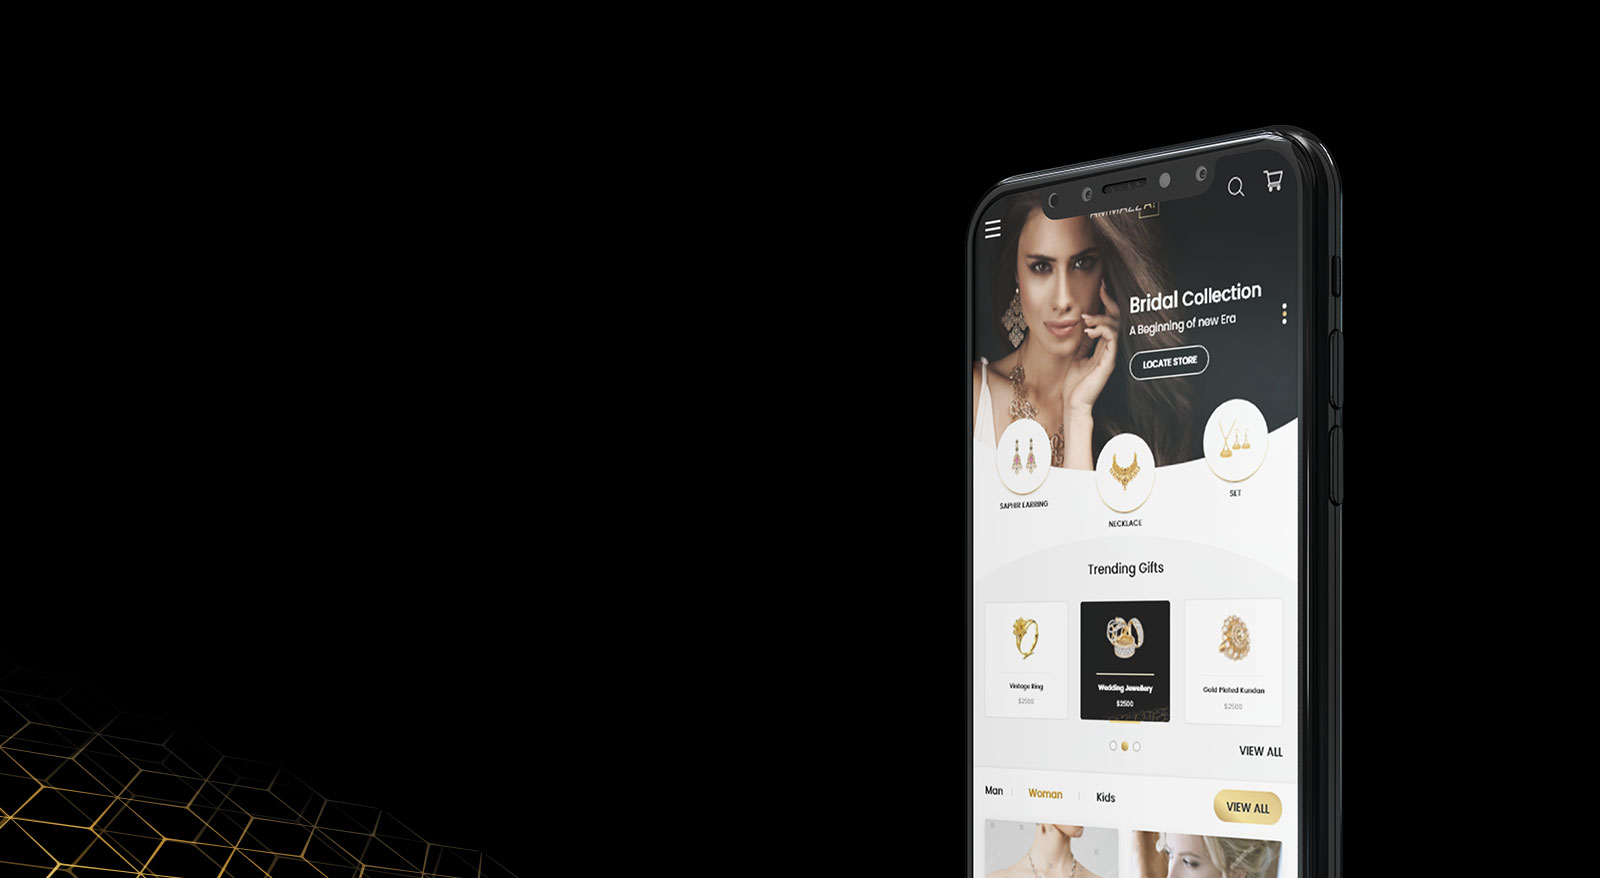 AMMAZZA!
Bridal Collection
A Beginning of new Era
LOCATE STORE
SAPHIR EARRING
NECKLACE
SET
Trending Gifts
Vintage Ring
$2500
Wedding Jewellery
$2500
Gold Plated Kundan
$2500
VIEW ALL
Man
Woman
Kids
VIEW ALL